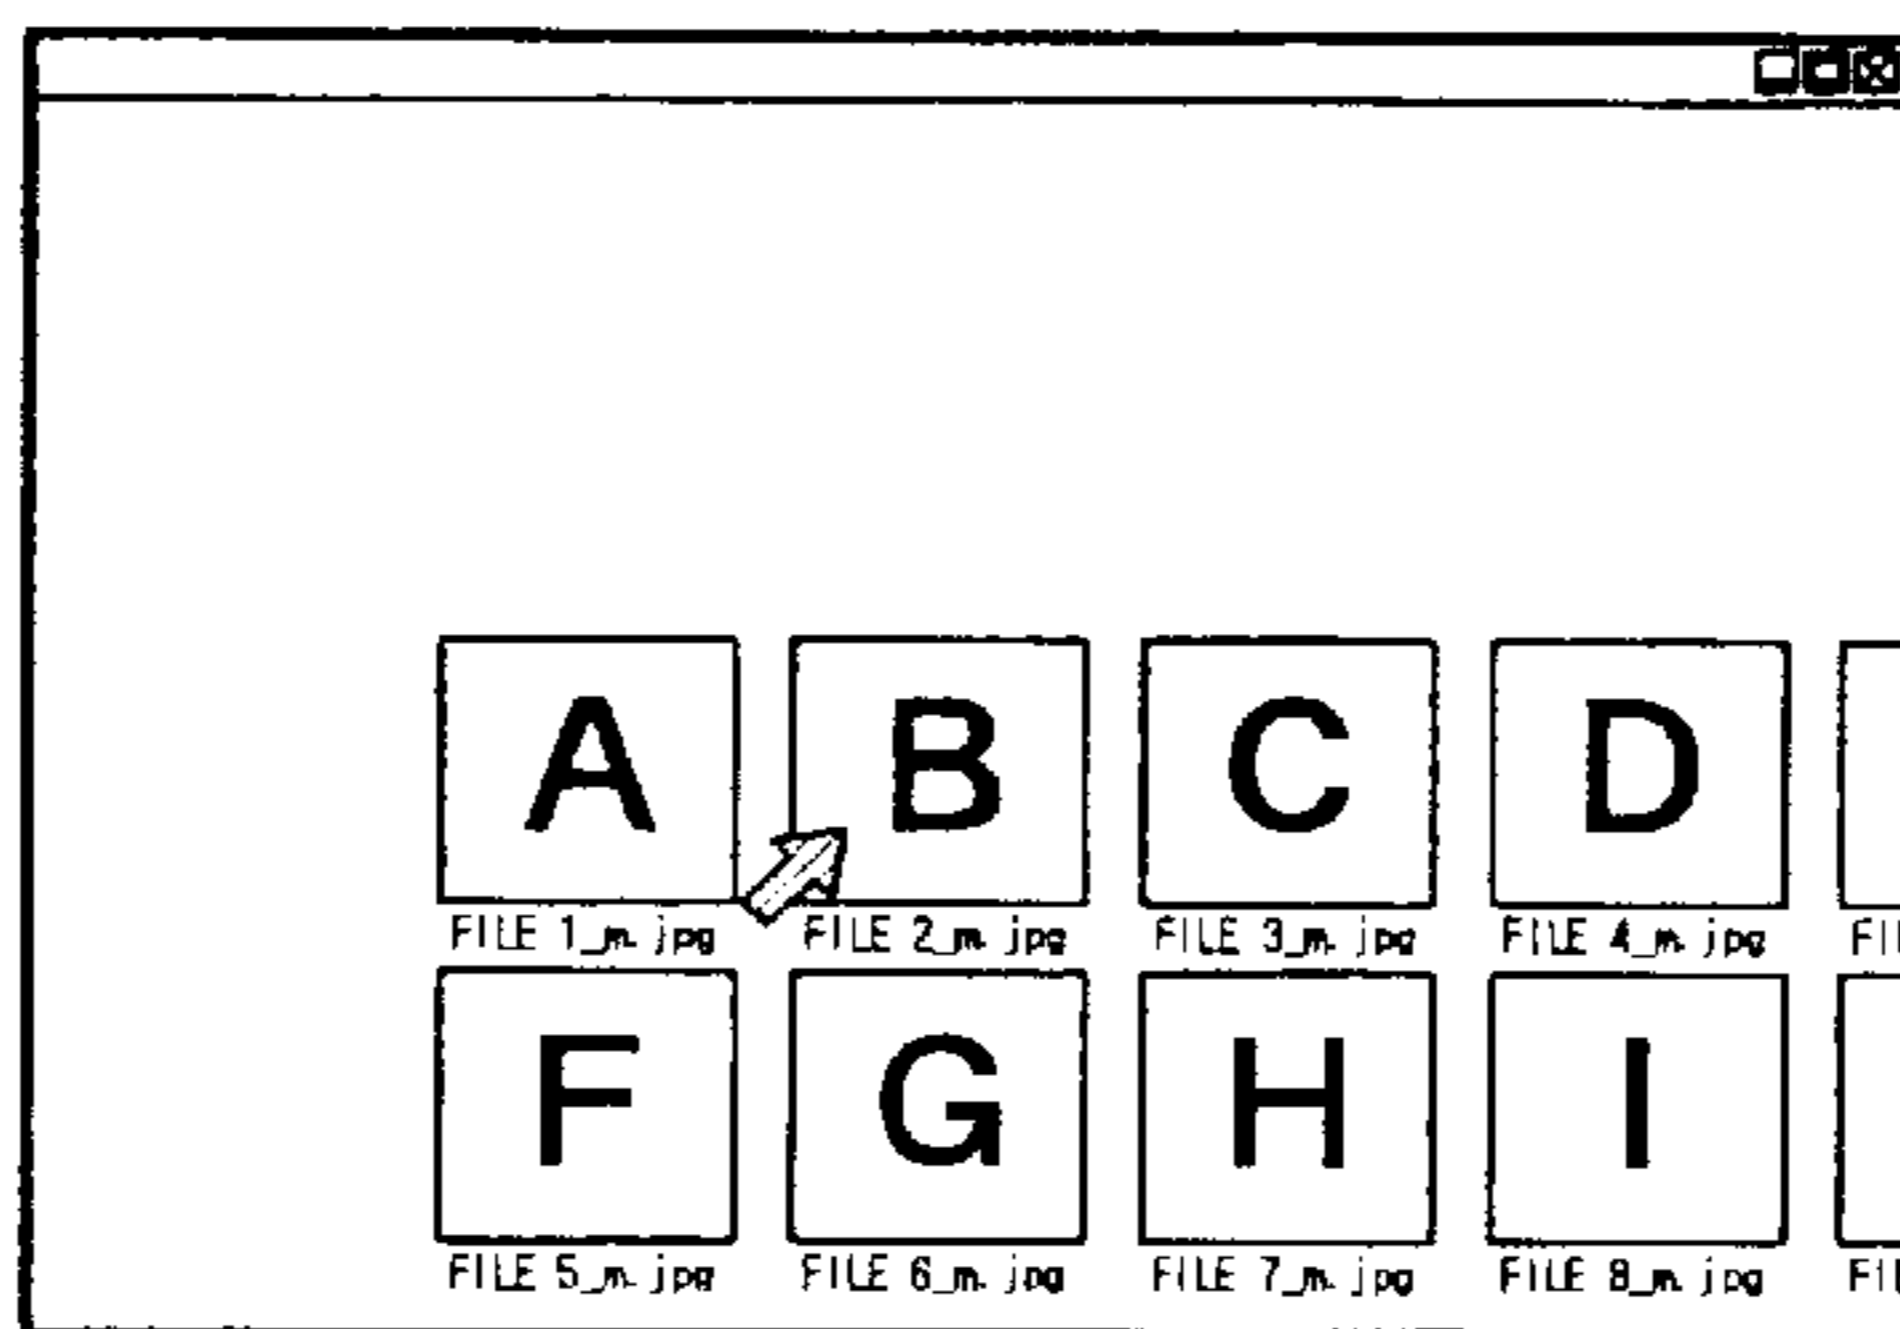 A B C D
FILE 1_m.jpg FILE 2_m.jpg FILE 3_m.jpg FILE 4_m.jpg
F G H I
FILE 5_m.jpg FILE 6_m.jpg FILE 7_m.jpg FILE 8_m.jpg